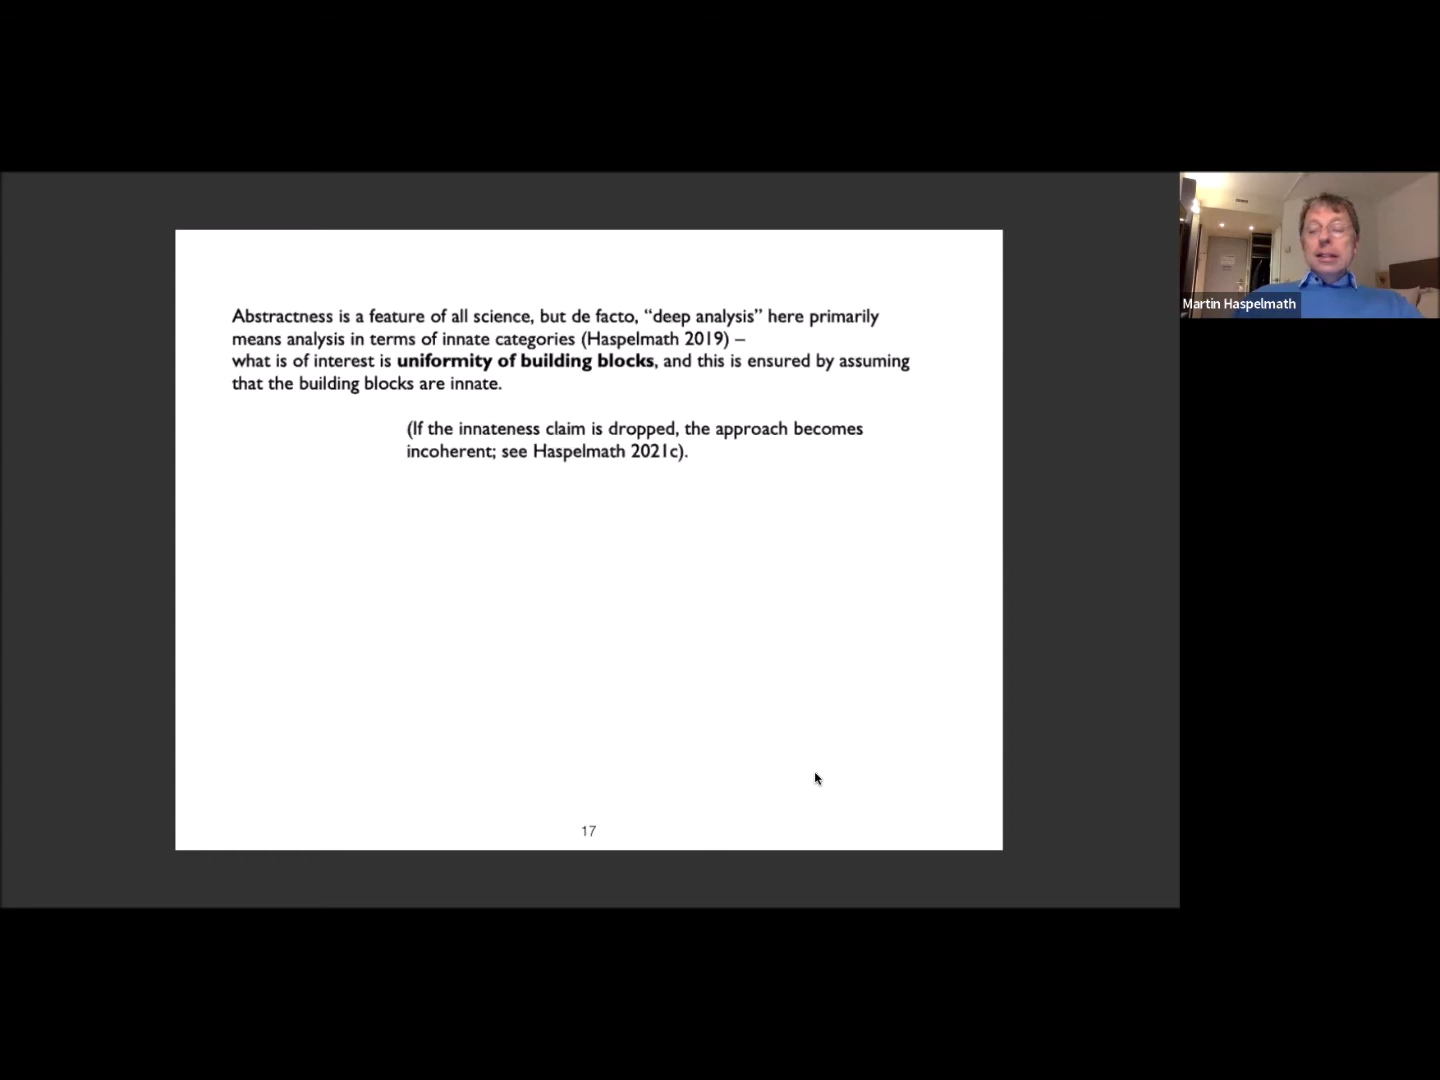 Abstractness is a feature of all science, but de facto, “deep analysis” here primarily
means analysis in terms of innate categories (Haspelmath 2019) –
what is of interest is uniformity of building blocks, and this is ensured by assuming
that the building blocks are innate.
(If the innateness claim is dropped, the approach becomes
incoherent; see Haspelmath 2021c).
17
Martin Haspelmath